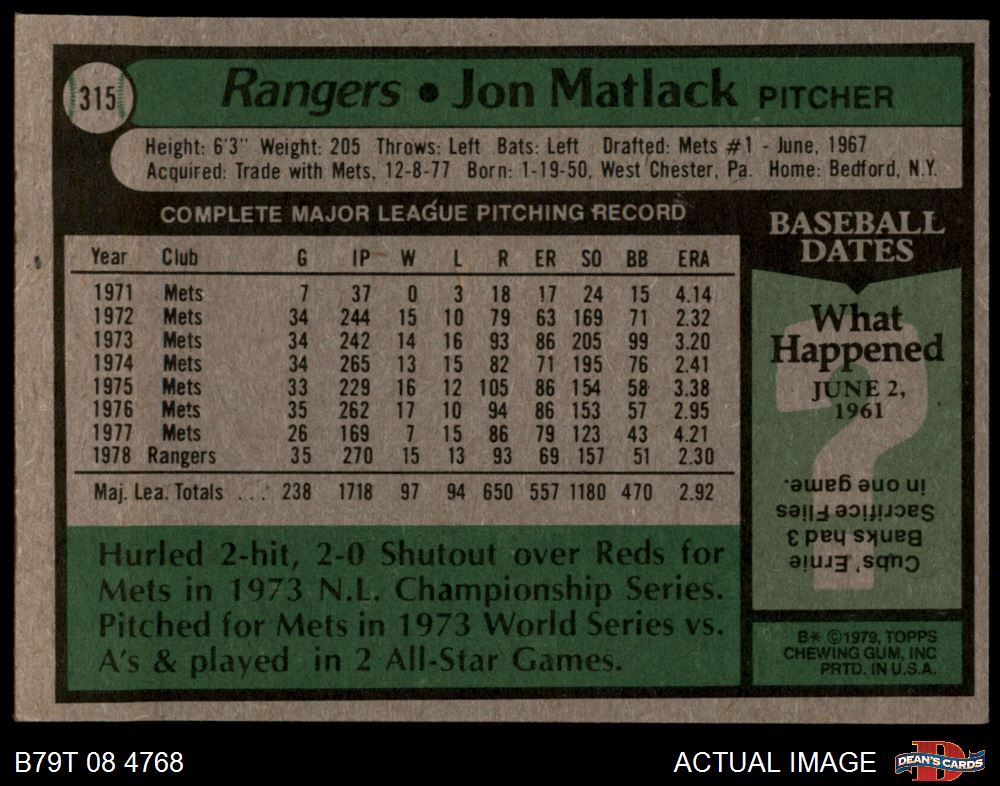 315
Rangers • Jon Matlack PITCHER
Height: 6'3" Weight: 205 Throws: Left Bats: Left Drafted: Mets #1 - June, 1967
Acquired: Trade with Mets, 12-8-77 Born: 1-19-50, West Chester, Pa. Home: Bedford, N.Y.
COMPLETE MAJOR LEAGUE PITCHING RECORD
Year Club G IP W L R ER SO BB ERA
1971 Mets 7 37 0 3 18 17 24 15 4.14
1972 Mets 34 244 15 10 79 63 169 71 2.32
1973 Mets 34 242 14 16 93 86 205 99 3.20
1974 Mets 34 265 13 15 82 71 195 76 2.41
1975 Mets 33 229 16 12 105 86 154 58 3.38
1976 Mets 35 262 17 10 94 86 153 57 2.95
1977 Mets 26 169 7 15 86 79 123 43 4.21
1978 Rangers 35 270 15 13 93 69 157 51 2.30
Maj. Lea. Totals ... 238 1718 97 94 650 557 1180 470 2.92
Hurled 2-hit, 2-0 Shutout over Reds for
Mets in 1973 N.L. Championship Series.
Pitched for Mets in 1973 World Series vs.
A's & played in 2 All-Star Games.
BASEBALL
DATES
What
Happened
JUNE 2,
1961
?
Cubs' Ernie
Banks had 3
Sacrifice Flies
in one game.
B* ©1979, TOPPS
CHEWING GUM, INC
PRTD. IN U.S.A.
B79T 08 4768
ACTUAL IMAGE
D
DEAN'S CARDS